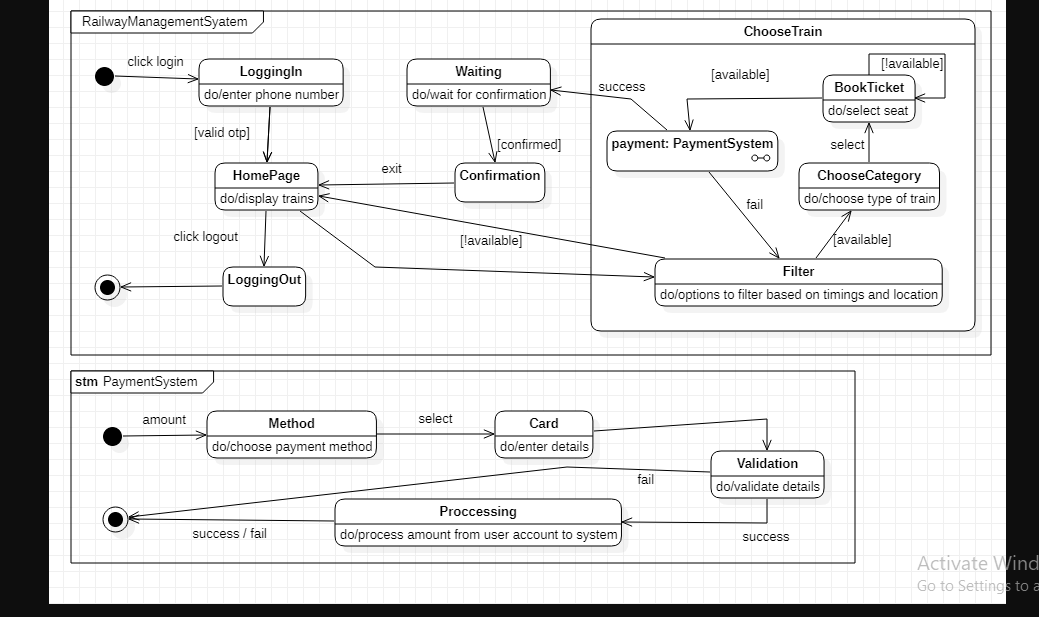 RailwayManagementSyatem
ChooseTrain
click login
LoggingIn
do/enter phone number
Waiting
do/wait for confirmation
success
[available]
[!available]
BookTicket
do/select seat
[valid otp]
[confirmed]
payment: PaymentSystem
select
HomePage
do/display trains
exit
Confirmation
ChooseCategory
do/choose type of train
fail
click logout
[!available]
[available]
LoggingOut
Filter
do/options to filter based on timings and location
stm PaymentSystem
amount
Method
do/choose payment method
select
Card
do/enter details
Validation
do/validate details
fail
Proccessing
do/process amount from user account to system
success / fail
success
Activate Wind
Go to Settings to a